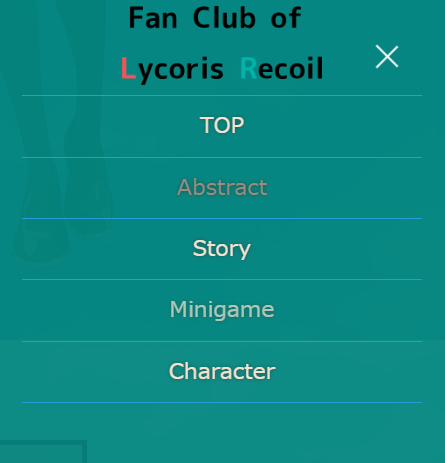 Fan Club of
Lycoris Recoil
TOP
Abstract
Story
Minigame
Character